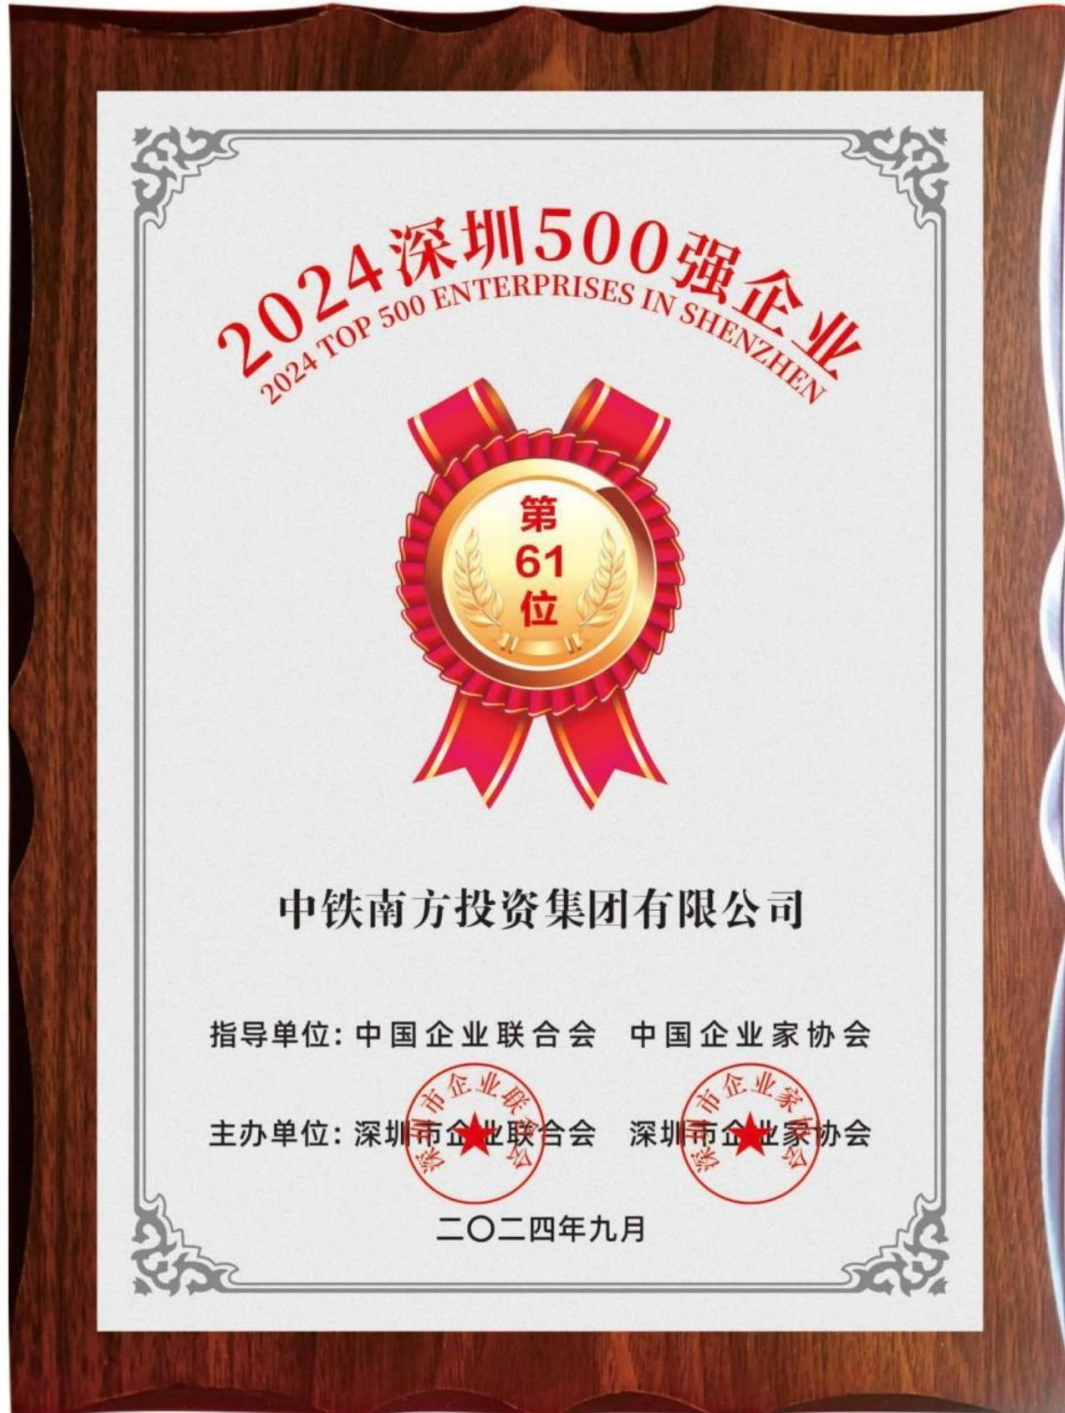 2024深圳500强企业
2024 TOP 500 ENTERPRISES IN SHENZHEN
第
61
位
中铁南方投资集团有限公司
指导单位：中国企业联合会 中国企业家协会
主办单位：深圳市企业联合会 深圳市企业家协会
深圳市企业联合会
深圳市企业家协会
二〇二四年九月